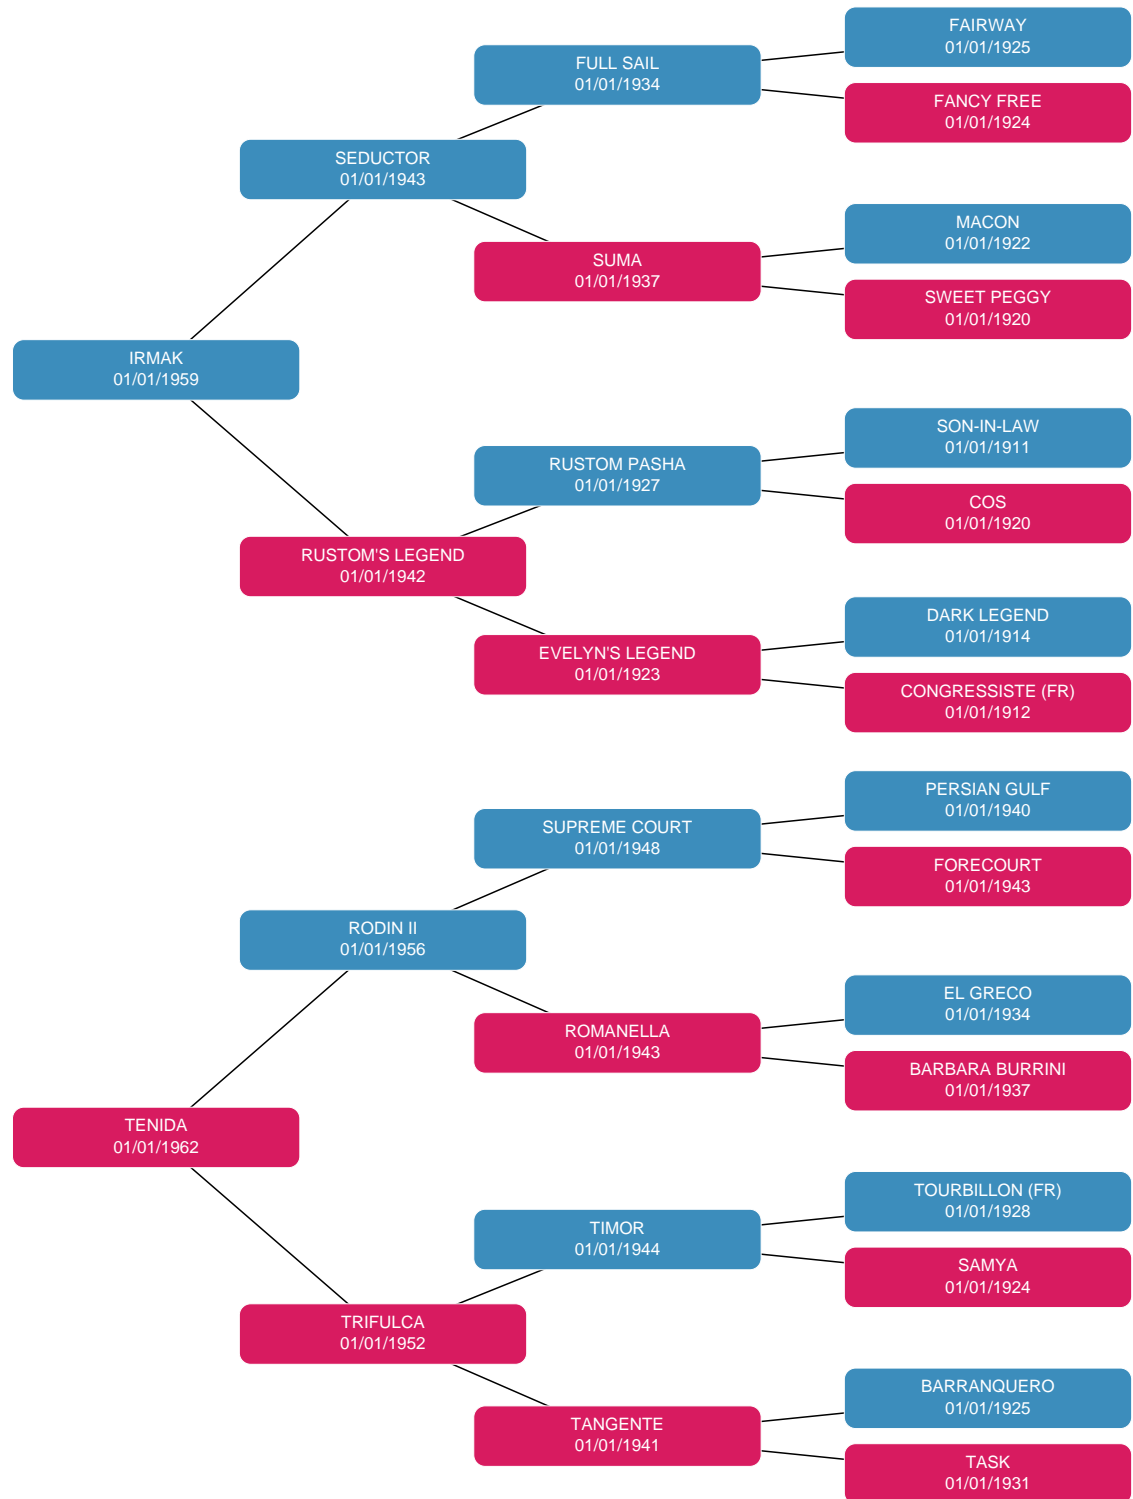 FAIRWAY
01/01/1925
FULL SAIL
01/01/1934
FANCY FREE
01/01/1924
SEDUCTOR
01/01/1943
MACON
01/01/1922
SUMA
01/01/1937
SWEET PEGGY
01/01/1920
IRMAK
01/01/1959
SON-IN-LAW
01/01/1911
RUSTOM PASHA
01/01/1927
COS
01/01/1920
RUSTOM'S LEGEND
01/01/1942
DARK LEGEND
01/01/1914
EVELYN'S LEGEND
01/01/1923
CONGRESSISTE (FR)
01/01/1912
PERSIAN GULF
01/01/1940
SUPREME COURT
01/01/1948
FORECOURT
01/01/1943
RODIN II
01/01/1956
EL GRECO
01/01/1934
ROMANELLA
01/01/1943
BARBARA BURRINI
01/01/1937
TENIDA
01/01/1962
TOURBILLON (FR)
01/01/1928
TIMOR
01/01/1944
SAMYA
01/01/1924
TRIFULCA
01/01/1952
BARRANQUERO
01/01/1925
TANGENTE
01/01/1941
TASK
01/01/1931